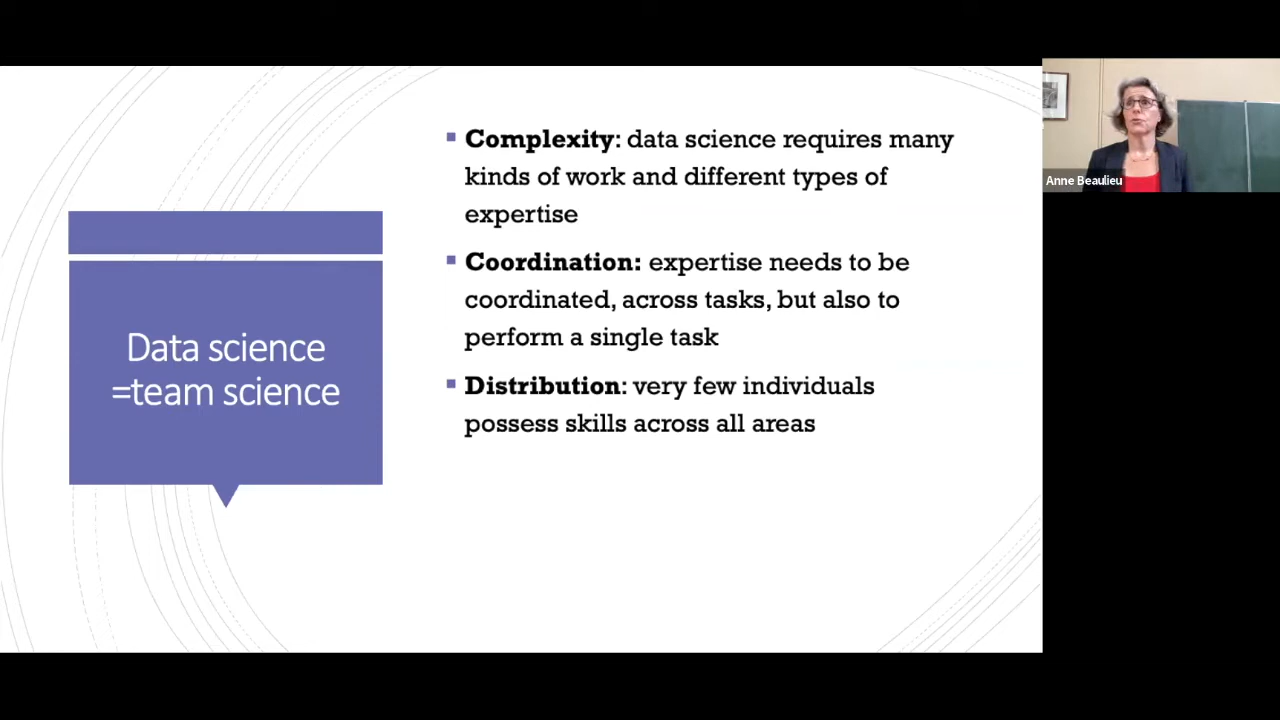 Data science
=team science
Complexity: data science requires many
kinds of work and different types of
expertise
Coordination: expertise needs to be
coordinated, across tasks, but also to
perform a single task
Distribution: very few individuals
possess skills across all areas
Anne Beaulieu